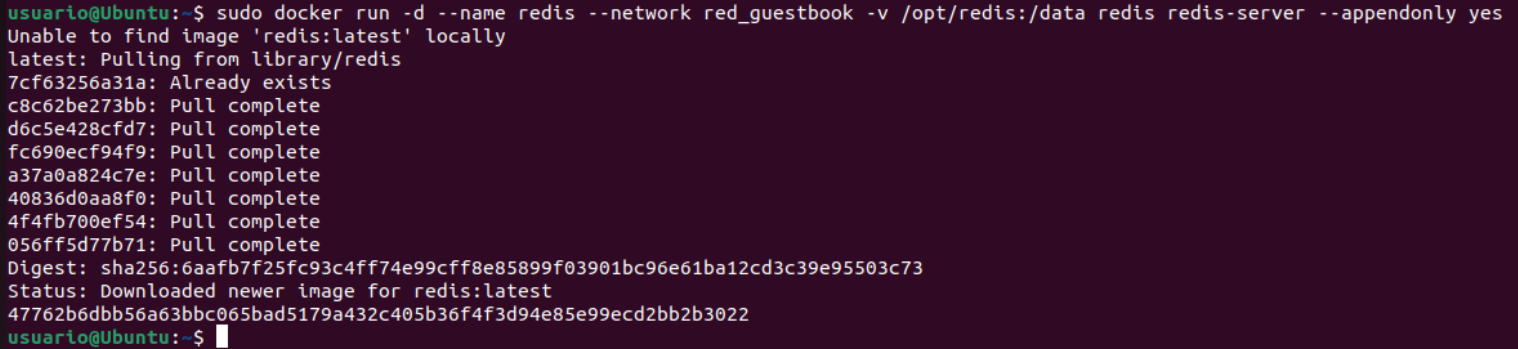 usuario@Ubuntu:~$ sudo docker run -d --name redis --network red_guestbook -v /opt/redis:/data redis redis-server --appendonly yes
Unable to find image 'redis:latest' locally
latest: Pulling from library/redis
7cf63256a31a: Already exists
c8c62be273bb: Pull complete
d6c5e428cfd7: Pull complete
fc690ecf94f9: Pull complete
a37a0a824c7e: Pull complete
40836d0aa8f0: Pull complete
4f4fb700ef54: Pull complete
056ff5d77b71: Pull complete
Digest: sha256:6aafb7f25fc93c4ff74e99cff8e85899f03901bc96e61ba12cd3c39e95503c73
Status: Downloaded newer image for redis:latest
47762b6dbb56a63bbc065bad5179a432c405b36f4f3d94e85e99ecd2bb2b3022
usuario@Ubuntu:~$